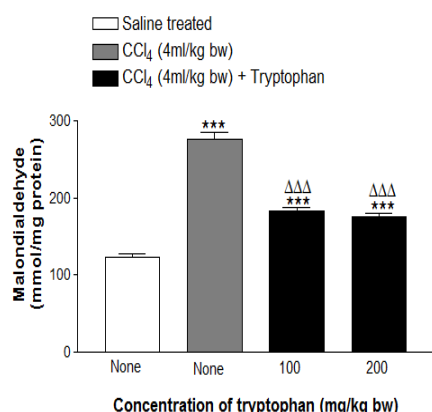 Saline treated
CCl₄ (4ml/kg bw)
CCl₄ (4ml/kg bw) + Tryptophan
Malondialdehyde
(mmol/mg protein)
300
200
100
0
***
ΔΔΔ
***
ΔΔΔ
***
None
None
100
200
Concentration of tryptophan (mg/kg bw)